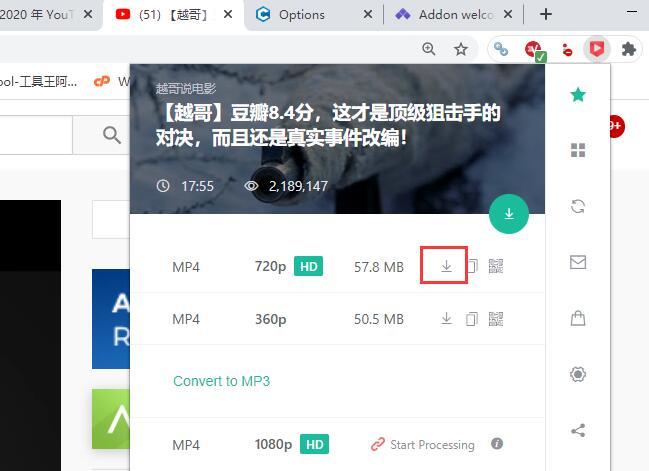 2020 年 YouT
(51) 【越哥】
Options
Addon welco
ool-工具王阿...
cP W
越哥说电影
【越哥】豆瓣8.4分，这才是顶级狙击手的
对决，而且还是真实事件改编！
17:55 2,189,147
9+
MP4 720p HD 57.8 MB
MP4 360p 50.5 MB
Convert to MP3
MP4 1080p HD Start Processing
A
R